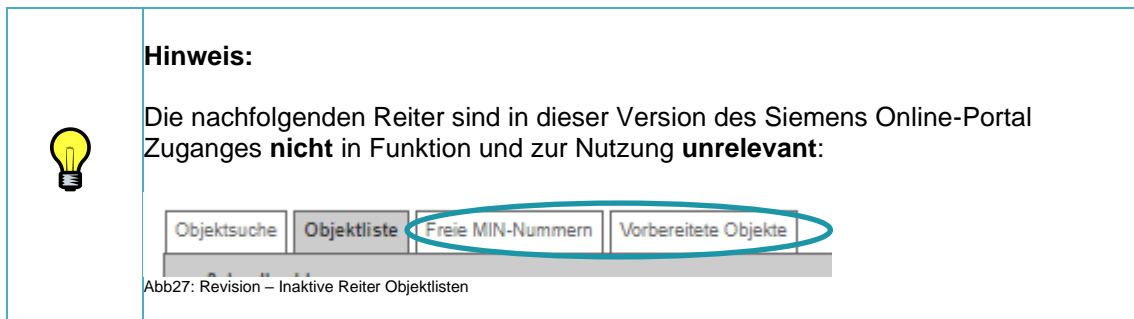 Hinweis:
Die nachfolgenden Reiter sind in dieser Version des Siemens Online-Portal
Zuganges nicht in Funktion und zur Nutzung unrelevant:
Objektsuche Objektliste Freie MIN-Nummern Vorbereitete Objekte
Abb27: Revision – Inaktive Reiter Objektlisten